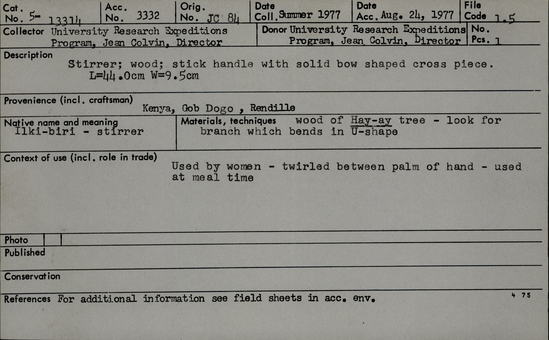 Cat. No. 5-13314 Acc. No. 3332 Orig. No. JC 84 Date Coll. Summer 1977 Date Acc. Aug. 24, 1977 File Code 1.5
Collector University Research Expeditions Program, Jean Colvin, Director Donor University Research Expeditions Program, Jean Colvin, Director No. Pcs. 1
Description
Stirrer; wood; stick handle with solid bow shaped cross piece.
L=44.0cm W=9.5cm
Provenience (incl. craftsman)
Kenya, Gob Dogo , Rendille
Native name and meaning Materials, techniques wood of Hay-ay tree - look for
Ilki-biri - stirrer branch which bends in U-shape
Context of use (incl. role in trade)
Used by women - twirled between palm of hand - used
at meal time
Photo
Published
Conservation
References For additional information see field sheets in acc. env.
4 75